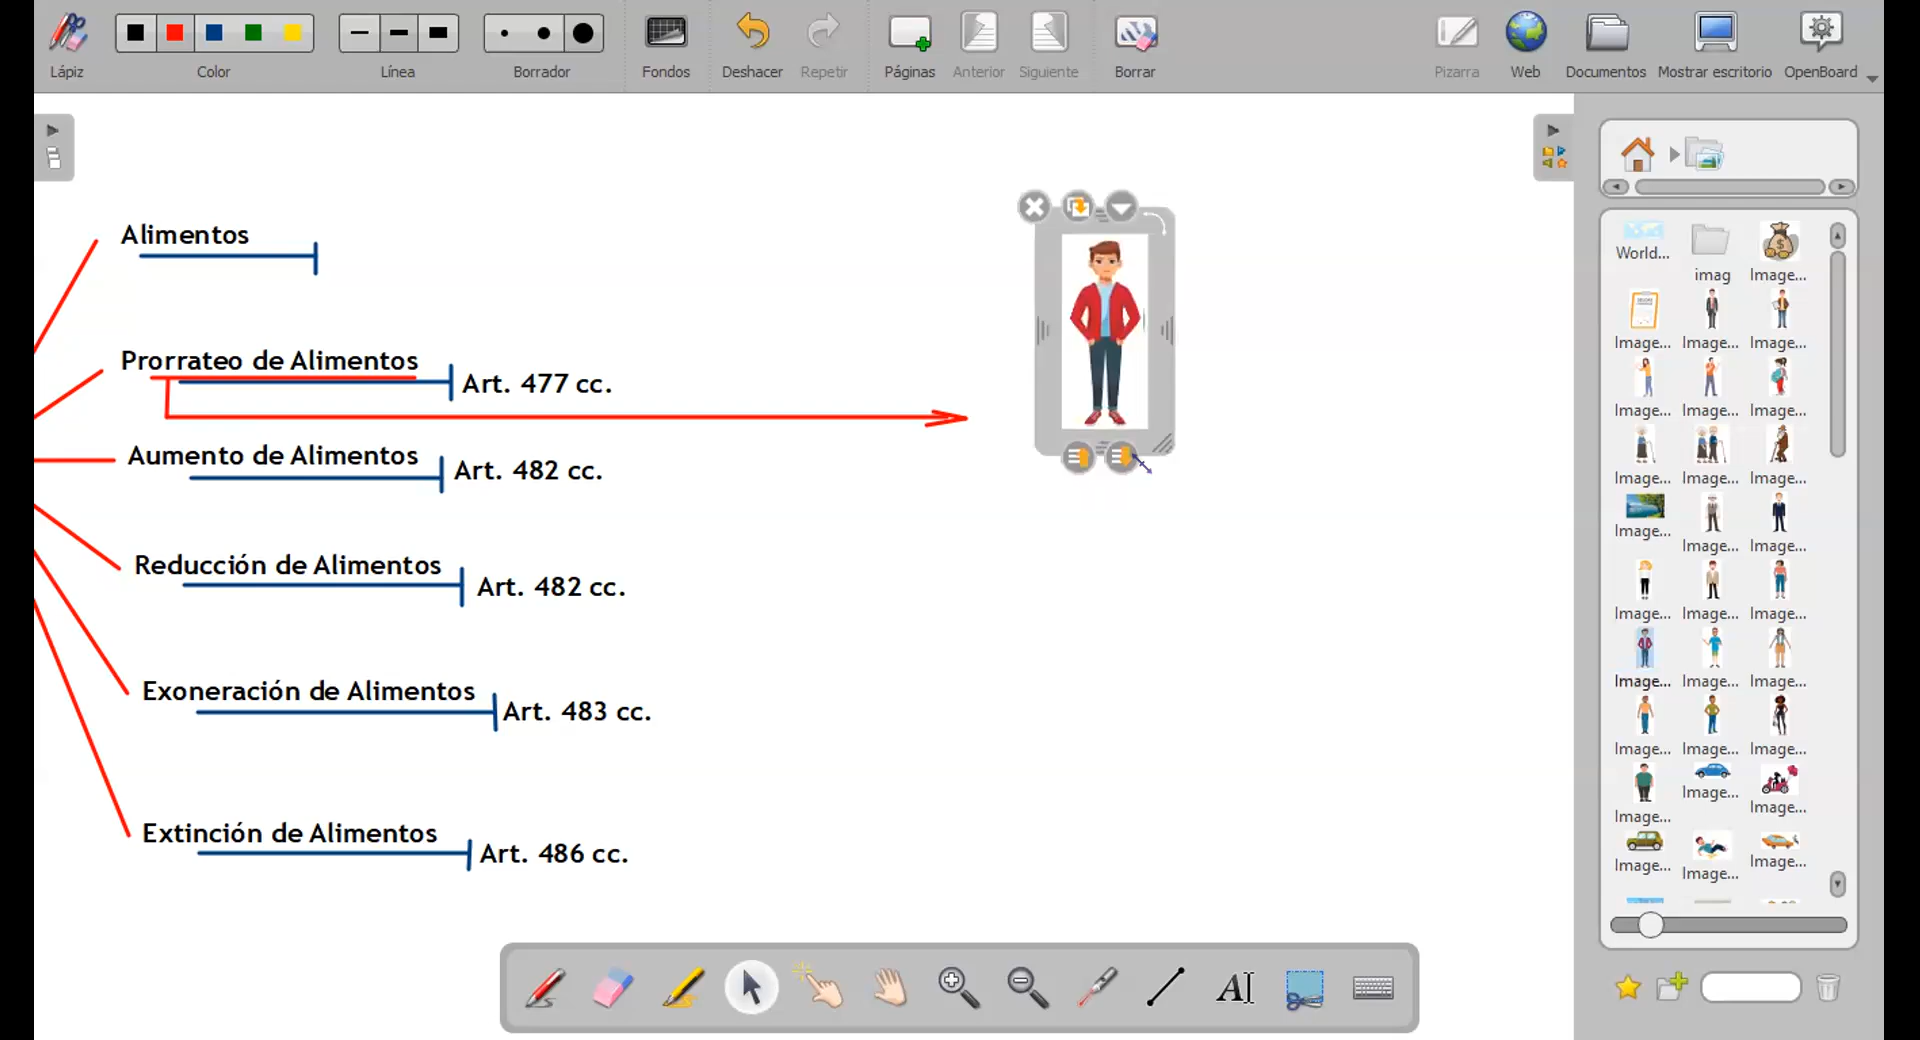 Lápiz
Color
Línea
Borrador
Fondos
Deshacer
Repetir
Páginas
Anterior
Siguiente
Borrar
Pizarra
Web
Documentos
Mostrar escritorio
OpenBoard
Alimentos
Prorrateo de Alimentos
Art. 477 cc.
Aumento de Alimentos
Art. 482 cc.
Reducción de Alimentos
Art. 482 cc.
Exoneración de Alimentos
Art. 483 cc.
Extinción de Alimentos
Art. 486 cc.
World... imag Image...
Image... Image... Image...
Image... Image... Image...
Image... Image... Image...
Image... Image... Image...
Image... Image... Image...
Image... Image... Image...
Image... Image... Image...
Image... Image... Image...
Image... Image... Image...
AI